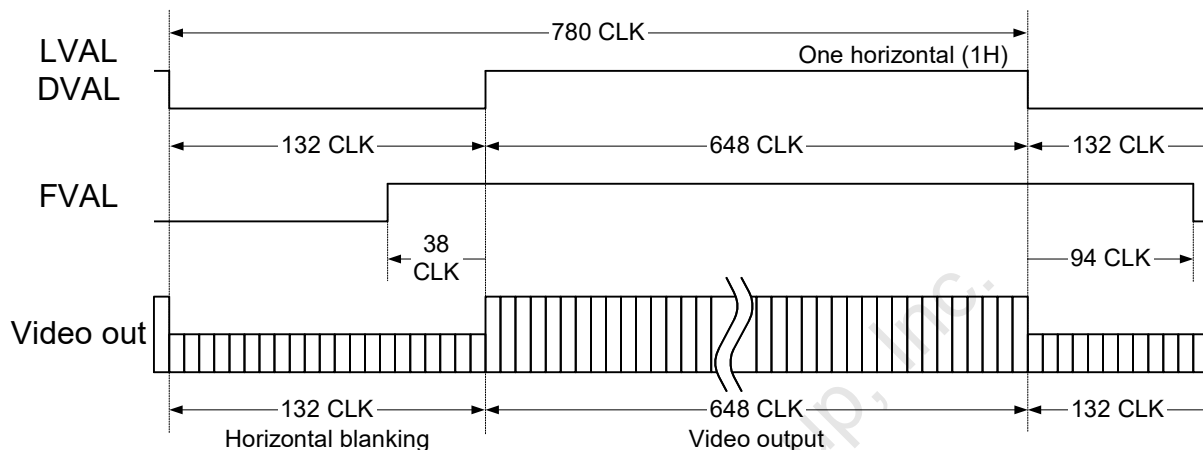 780 CLK
LVAL
One horizontal (1H)
DVAL
132 CLK
648 CLK
132 CLK
FVAL
38
CLK
94 CLK
Inc.
Video out
132 CLK
648 CLK
132 CLK
Horizontal blanking
Video output